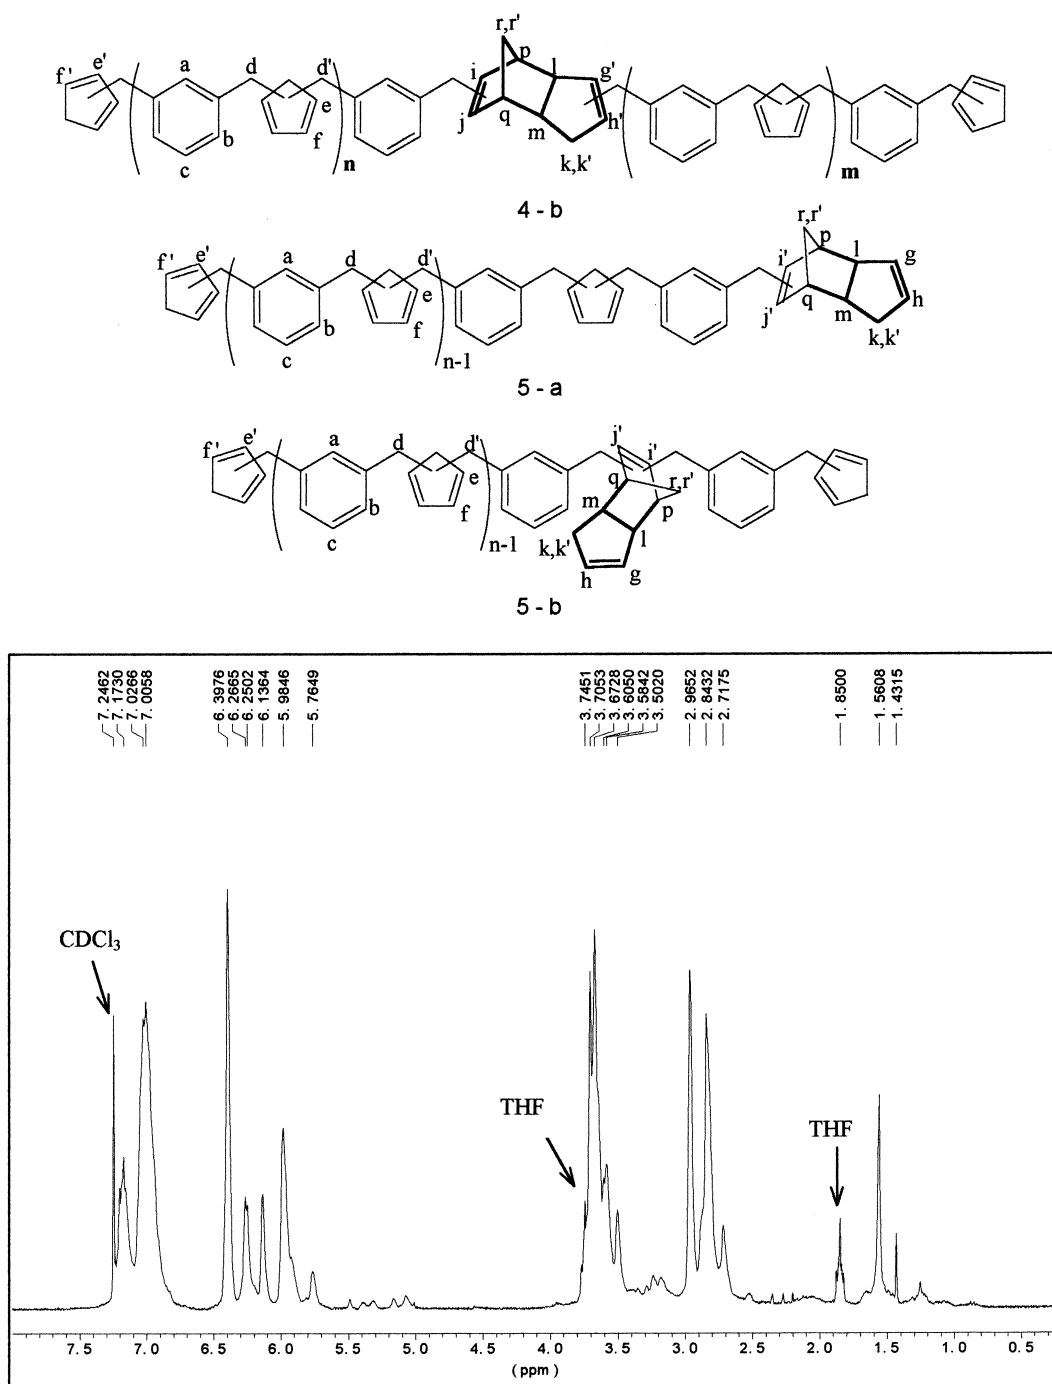 r,r'
f' e' a d d' i p l g'
e
j q m h'
b f
c n k,k' m
4 - b
r,r'
f' e' a d d' i' p l g
e
j' q m h
b f
c n-1 k,k'
5 - a
f' e' a d d' j' i'
q r,r'
e m p
b f
c n-1 k,k' l
h g
5 - b
7. 2462
7. 1730
7. 0266
7. 0058
6. 3976
6. 2665
6. 2502
6. 1364
5. 9846
5. 7649
3. 7451
3. 7053
3. 6728
3. 6050
3. 5842
3. 5020
2. 9652
2. 8432
2. 7175
1. 8500
1. 5608
1. 4315
CDCl3
THF
THF
7. 5 7. 0 6. 5 6. 0 5. 5 5. 0 4. 5 4. 0 3. 5 3. 0 2. 5 2. 0 1. 5 1. 0 0. 5
( ppm )